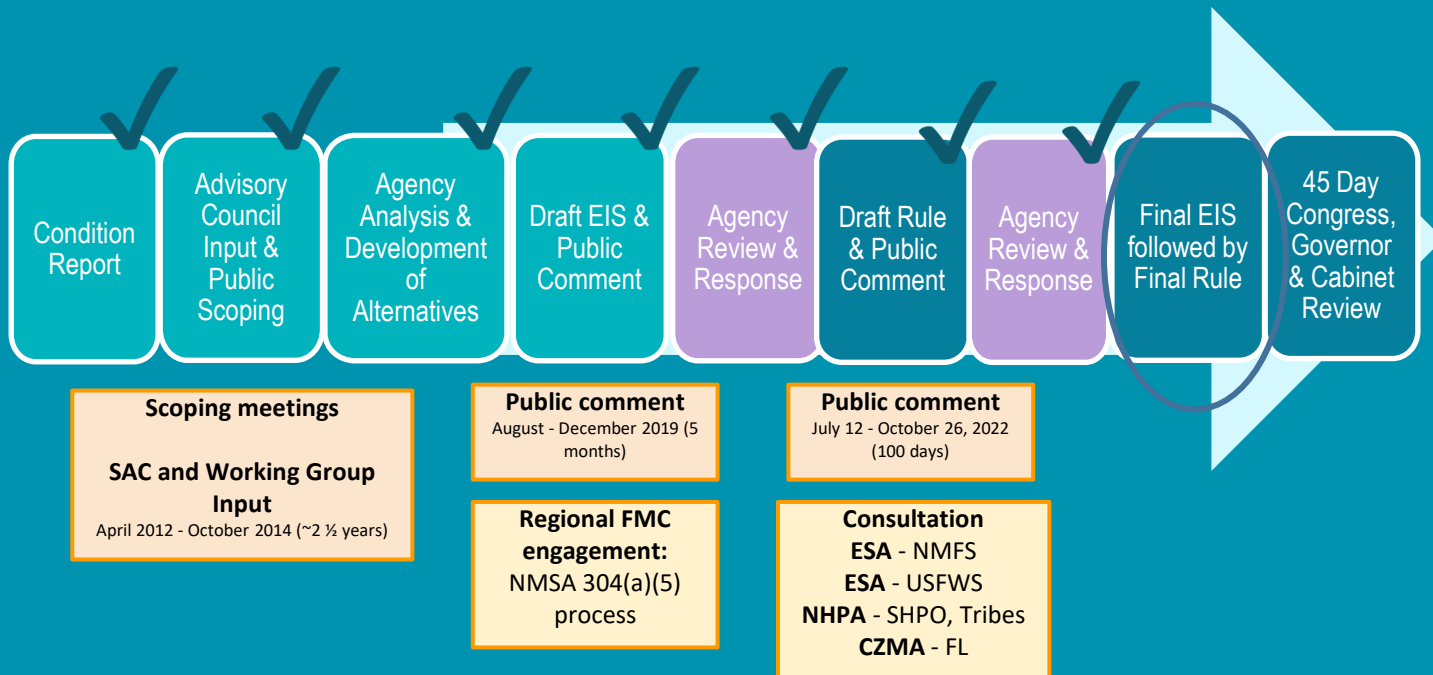 Condition
Report
Advisory
Council
Input &
Public
Scoping
Agency
Analysis &
Development
of
Alternatives
Draft EIS &
Public
Comment
Agency
Review &
Response
Draft Rule
& Public
Comment
Agency
Review &
Response
Final EIS
followed by
Final Rule
45 Day
Congress,
Governor
& Cabinet
Review
Scoping meetings
SAC and Working Group
Input
April 2012 - October 2014 (~2 ½ years)
Public comment
August - December 2019 (5
months)
Regional FMC
engagement:
NMSA 304(a)(5)
process
Public comment
July 12 - October 26, 2022
(100 days)
Consultation
ESA - NMFS
ESA - USFWS
NHPA - SHPO, Tribes
CZMA - FL